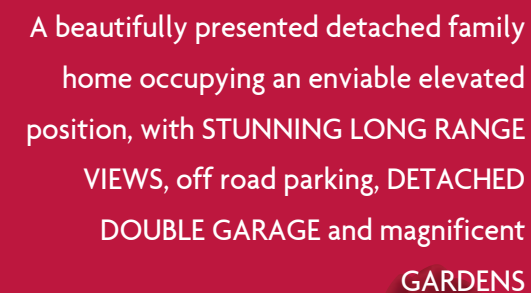 A beautifully presented detached family
home occupying an enviable elevated
position, with STUNNING LONG RANGE
VIEWS, off road parking, DETACHED
DOUBLE GARAGE and magnificent
GARDENS